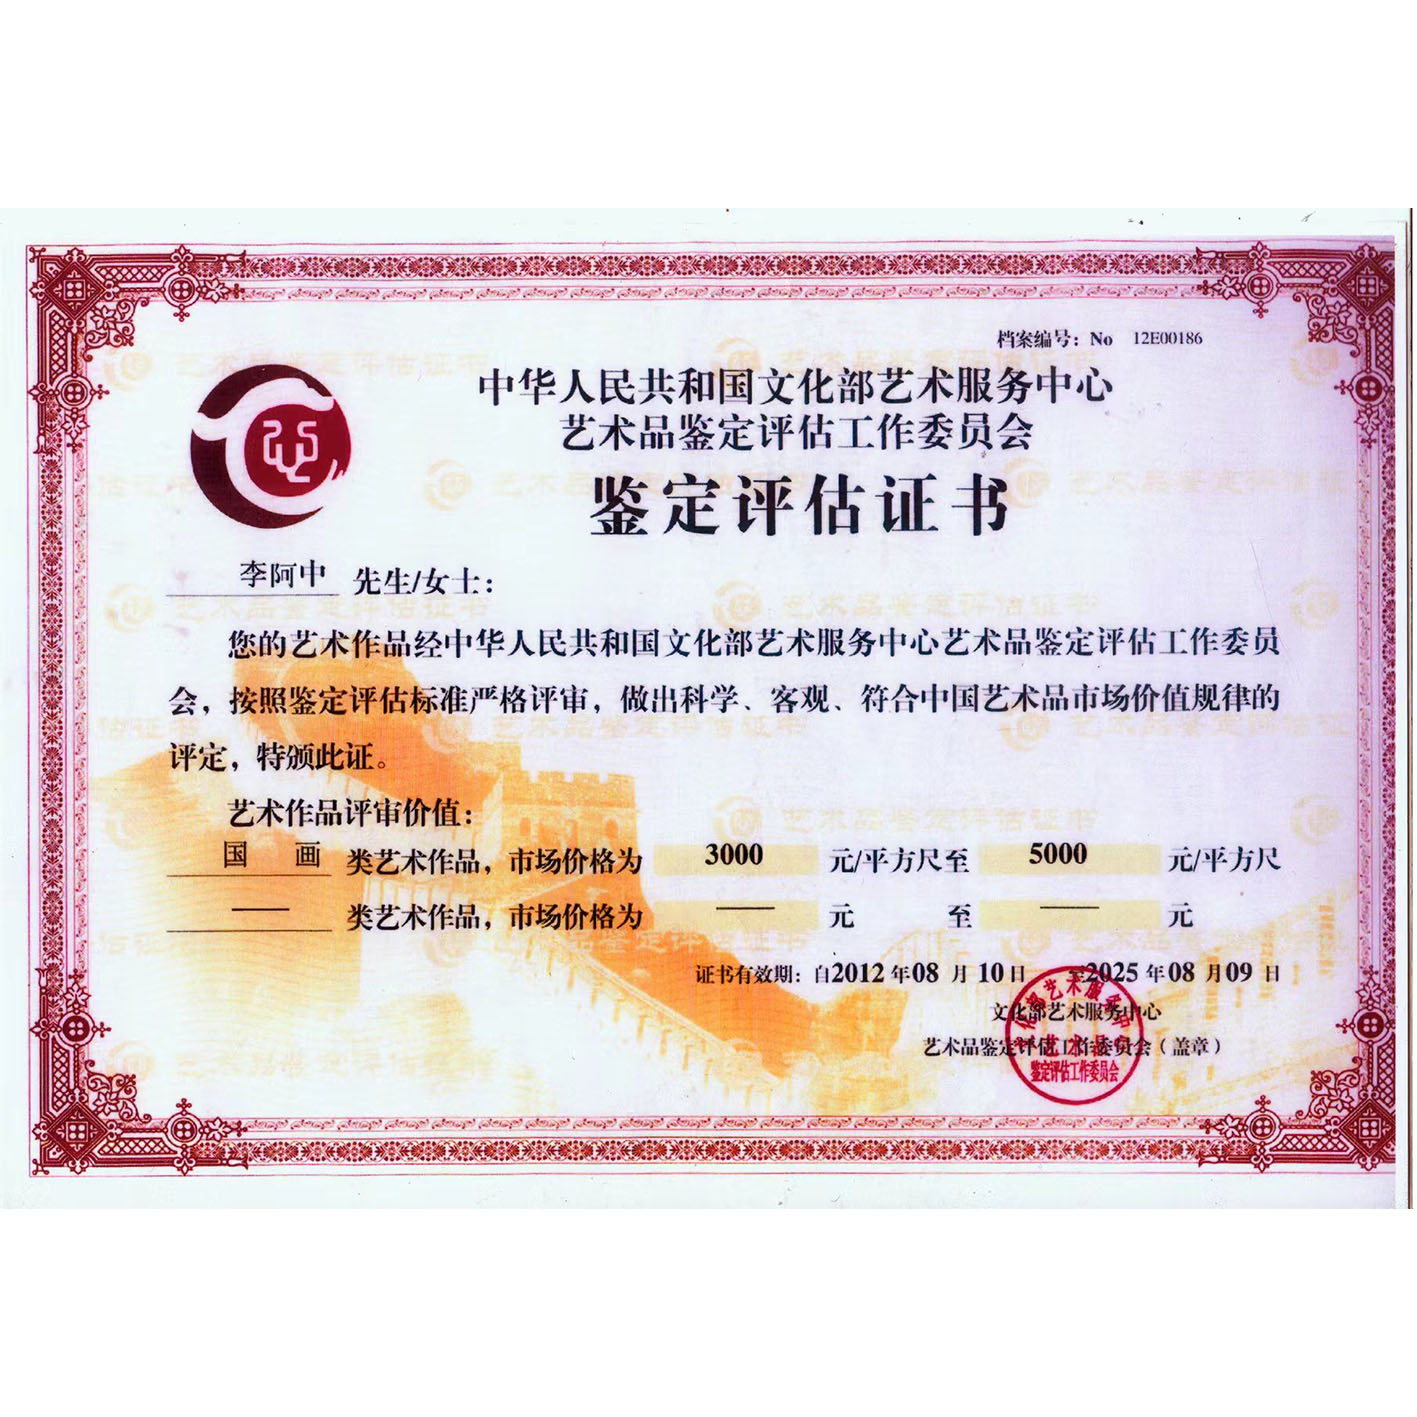 档案编号：No 12E00186
中华人民共和国文化部艺术服务中心
艺术品鉴定评估工作委员会
鉴定评估证书
李阿中 先生/女士：
您的艺术作品经中华人民共和国文化部艺术服务中心艺术品鉴定评估工作委员
会，按照鉴定评估标准严格评审，做出科学、客观、符合中国艺术品市场价值规律的
评定，特颁此证。
艺术作品评审价值：
国 画 类艺术作品，市场价格为 3000 元/平方尺至 5000 元/平方尺
—— 类艺术作品，市场价格为 —— 元 至 —— 元
证书有效期：自2012年08月10日 至2025年08月09日
文化部艺术服务中心
艺术品鉴定评估工作委员会（盖章）
鉴定评估工作委员会